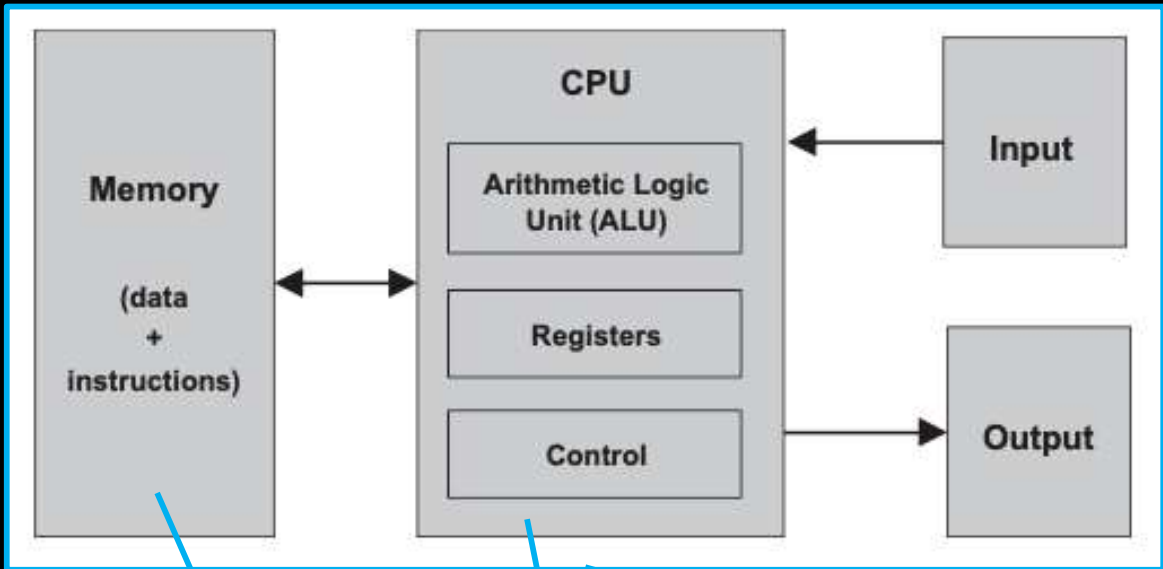 Memory
(data
+
instructions)
CPU
Arithmetic Logic
Unit (ALU)
Registers
Control
Input
Output